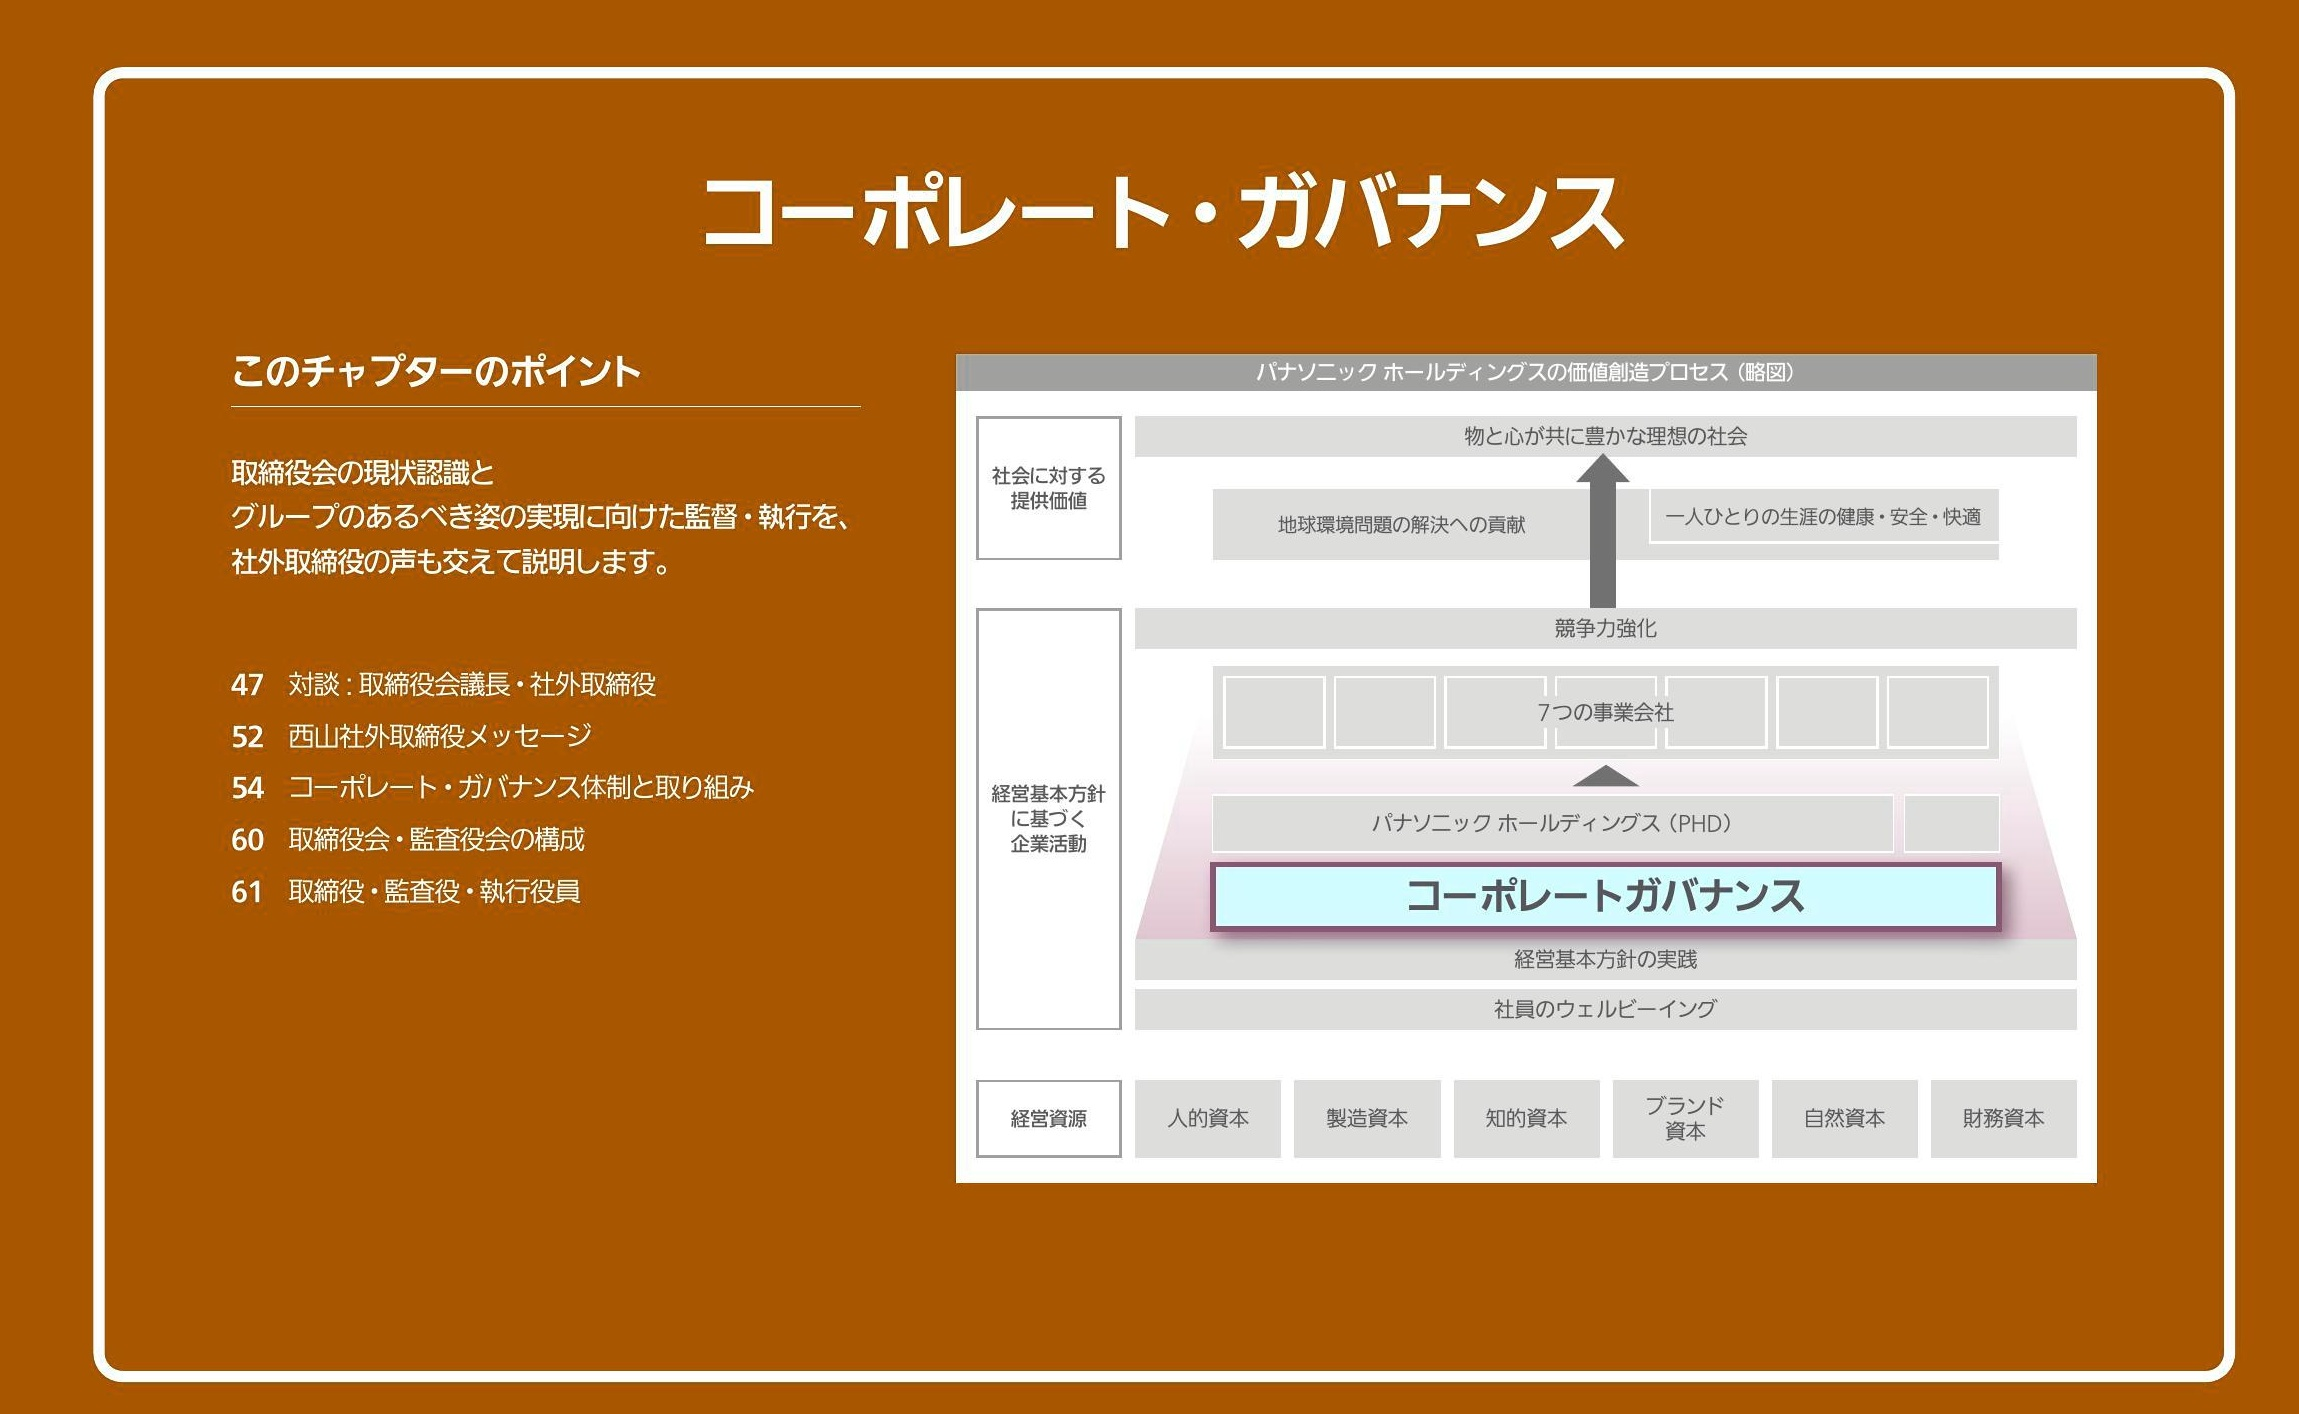 コーポレート・ガバナンス
このチャプターのポイント
取締役会の現状認識と
グループのあるべき姿の実現に向けた監督・執行を、
社外取締役の声も交えて説明します。
47 対談：取締役会議長・社外取締役
52 西山社外取締役メッセージ
54 コーポレート・ガバナンス体制と取り組み
60 取締役会・監査役会の構成
61 取締役・監査役・執行役員
パナソニック ホールディングスの価値創造プロセス（略図）
社会に対する
提供価値
物と心が共に豊かな理想の社会
地球環境問題の解決への貢献
一人ひとりの生涯の健康・安全・快適
経営基本方針
に基づく
企業活動
競争力強化
7つの事業会社
パナソニック ホールディングス（PHD）
コーポレートガバナンス
経営基本方針の実践
社員のウェルビーイング
経営資源
人的資本
製造資本
知的資本
ブランド
資本
自然資本
財務資本